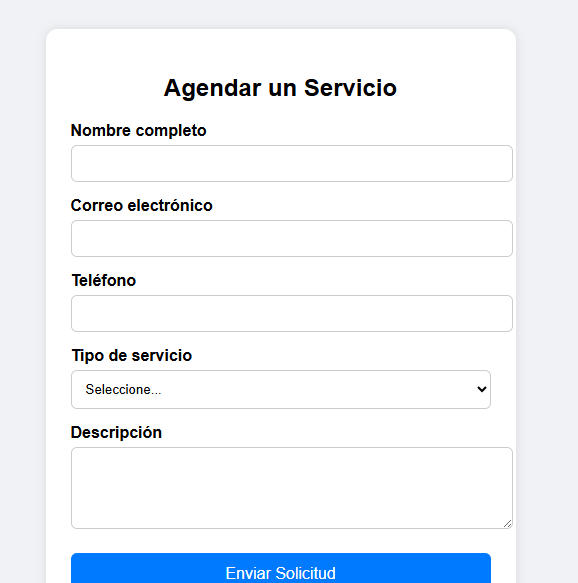 Agendar un Servicio
Nombre completo
Correo electrónico
Teléfono
Tipo de servicio
Seleccione...
Descripción
Enviar Solicitud